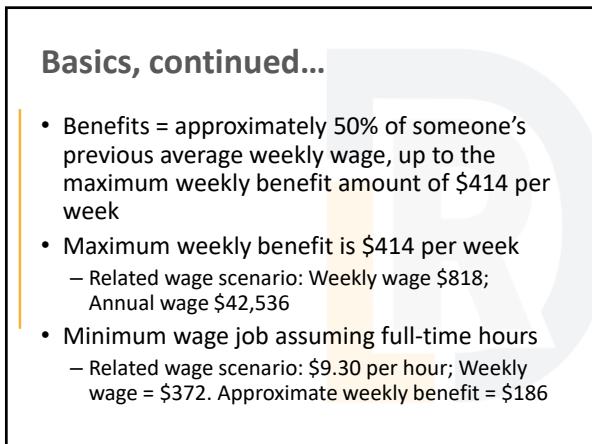 Basics, continued…
• Benefits = approximately 50% of someone’s
previous average weekly wage, up to the
maximum weekly benefit amount of $414 per
week
• Maximum weekly benefit is $414 per week
– Related wage scenario: Weekly wage $818;
Annual wage $42,536
• Minimum wage job assuming full-time hours
– Related wage scenario: $9.30 per hour; Weekly
wage = $372. Approximate weekly benefit = $186